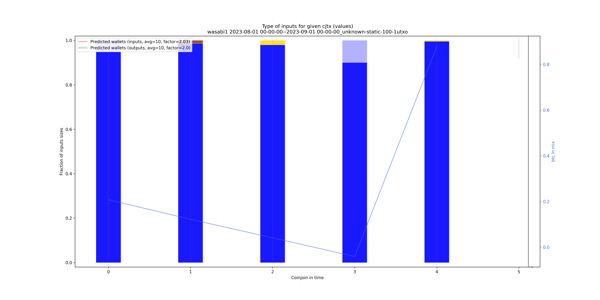 Type of inputs for given cjtx (values)
wasabi1 2023-08-01 00-00-00--2023-09-01 00-00-00_unknown-static-100-1utxo
Predicted wallets (inputs, avg=10, factor=2.03)
Predicted wallets (outputs, avg=10, factor=2.0)
1.0
0.8
0.6
0.4
0.2
0.0
Fraction of inputs sizes
0 1 2 3 4 5
Coinjoin in time
0.8
0.6
0.4
0.2
0.0
btc in mix